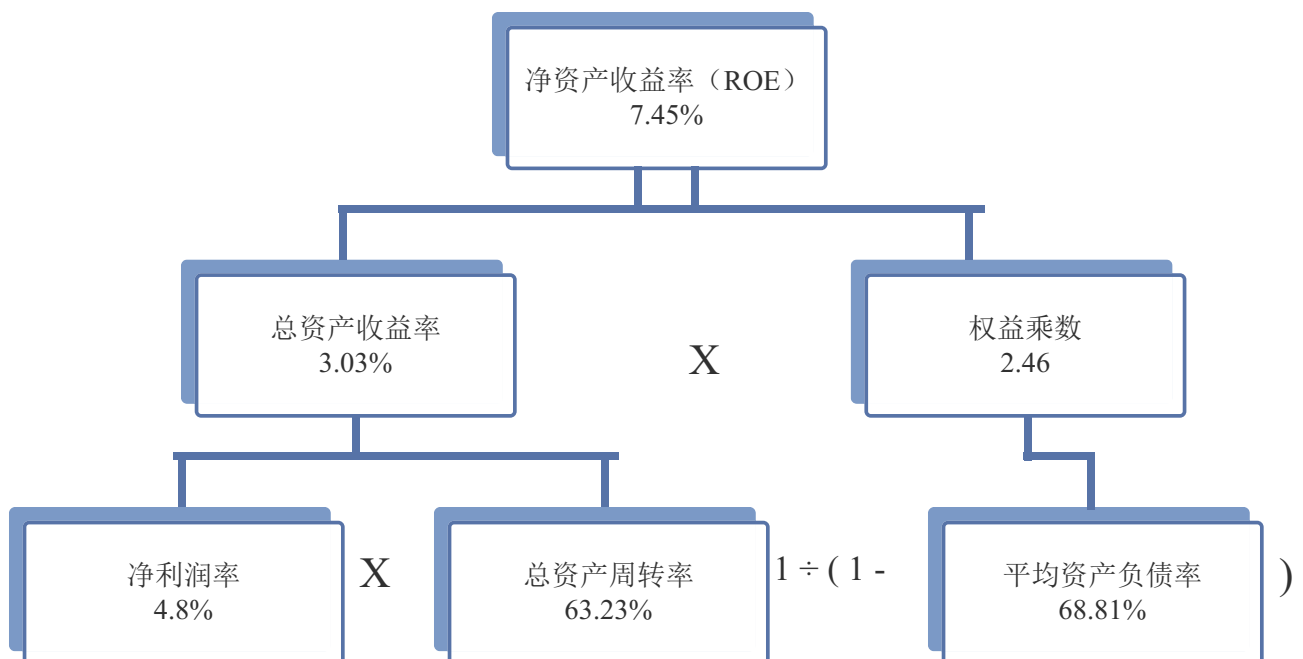 净资产收益率（ROE）
7.45%
总资产收益率
3.03%
X
权益乘数
2.46
净利润率
4.8%
X
总资产周转率
63.23%
1 ÷ ( 1 -
平均资产负债率
68.81%
)